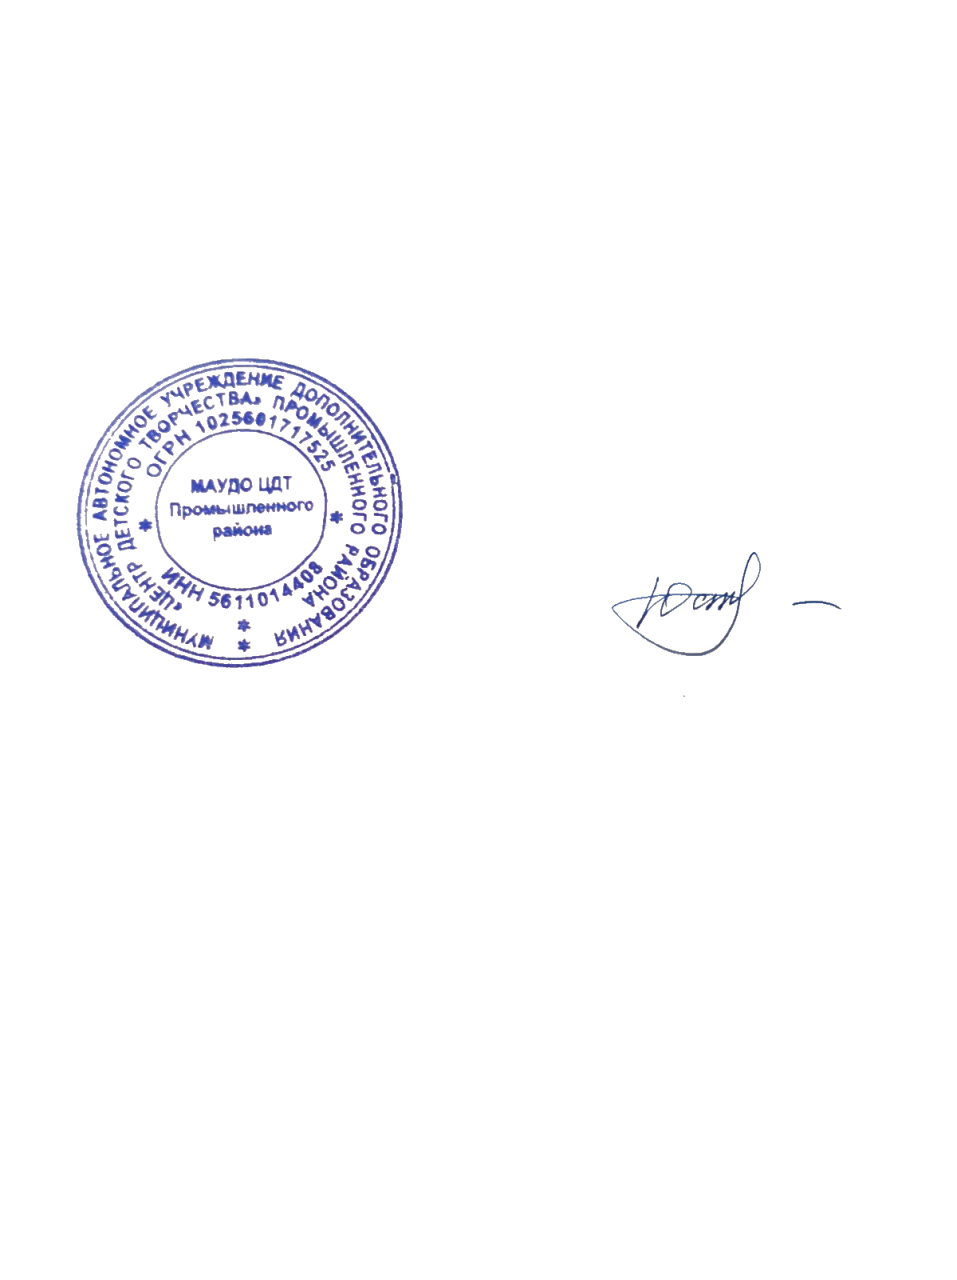 МУНИЦИПАЛЬНОЕ АВТОНОМНОЕ УЧРЕЖДЕНИЕ ДОПОЛНИТЕЛЬНОГО ОБРАЗОВАНИЯ
«ЦЕНТР ДЕТСКОГО ТВОРЧЕСТВА» ПРОМЫШЛЕННОГО РАЙОНА
ОГРН 1025601717525
МАУДО ЦДТ
Промышленного
района
ИНН 5611014408